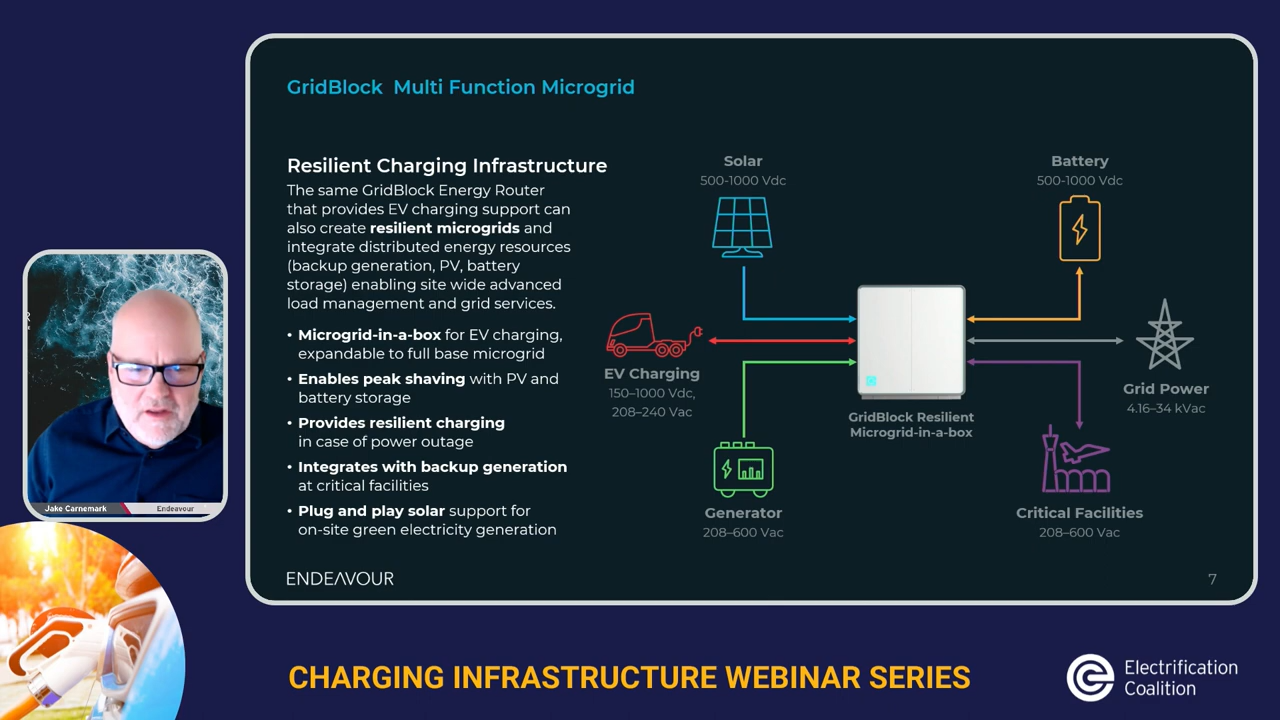 GridBlock Multi Function Microgrid
Resilient Charging Infrastructure
The same GridBlock Energy Router
that provides EV charging support can
also create resilient microgrids and
integrate distributed energy resources
(backup generation, PV, battery
storage) enabling site wide advanced
load management and grid services.
• Microgrid-in-a-box for EV charging,
expandable to full base microgrid
• Enables peak shaving with PV and
battery storage
• Provides resilient charging
in case of power outage
• Integrates with backup generation
at critical facilities
• Plug and play solar support for
on-site green electricity generation
Solar
500-1000 Vdc
Battery
500-1000 Vdc
EV Charging
150–1000 Vdc,
208–240 Vac
GridBlock Resilient
Microgrid-in-a-box
Grid Power
4.16–34 kVac
Generator
208–600 Vac
Critical Facilities
208–600 Vac
ENDEAVOUR
7
Jake Carnemark Endeavour
CHARGING INFRASTRUCTURE WEBINAR SERIES
Electrification
Coalition